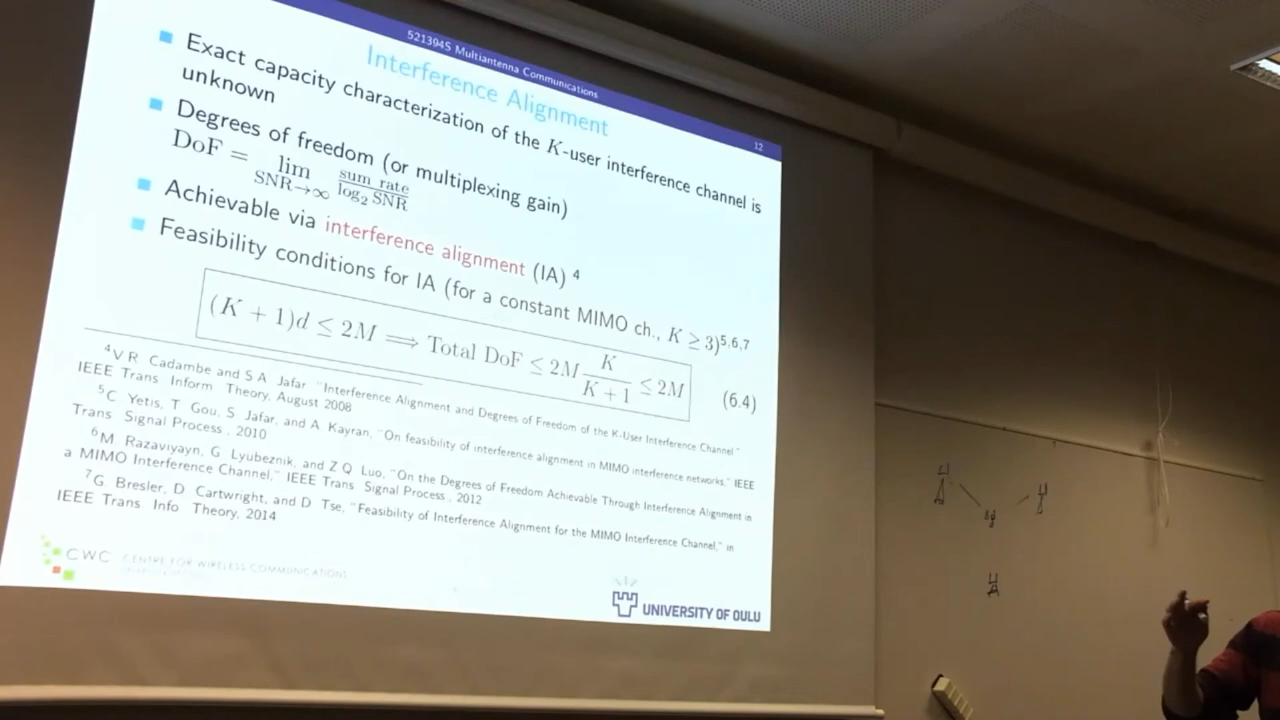 521394S Multiantenna Communications
12
Interference Alignment
Exact capacity characterization of the K-user interference channel is
unknown
Degrees of freedom (or multiplexing gain)
DoF = lim SNR→∞ sum rate / log₂ SNR
Achievable via interference alignment (IA) ⁴
Feasibility conditions for IA (for a constant MIMO ch., K ≥ 3)⁵,⁶,⁷
(K + 1)d ≤ 2M ⟹ Total DoF ≤ 2M K / K + 1 ≤ 2M
(6.4)
⁴V R Cadambe and S A Jafar "Interference Alignment and Degrees of Freedom of the K-User Interference Channel"
IEEE Trans Inform Theory, August 2008
⁵C Yetis, T Gou, S Jafar, and A Kayran, "On feasibility of interference alignment in MIMO interference networks," IEEE
Trans Signal Process , 2010
⁶M Razaviyayn, G Lyubeznik, and Z Q Luo, "On the Degrees of Freedom Achievable Through Interference Alignment in
a MIMO Interference Channel," IEEE Trans Signal Process , 2012
⁷G. Bresler, D Cartwright, and D Tse, "Feasibility of Interference Alignment for the MIMO Interference Channel," in
IEEE Trans Info Theory, 2014
CWC CENTRE FOR WIRELESS COMMUNICATIONS
UNIVERSITY OF OULU